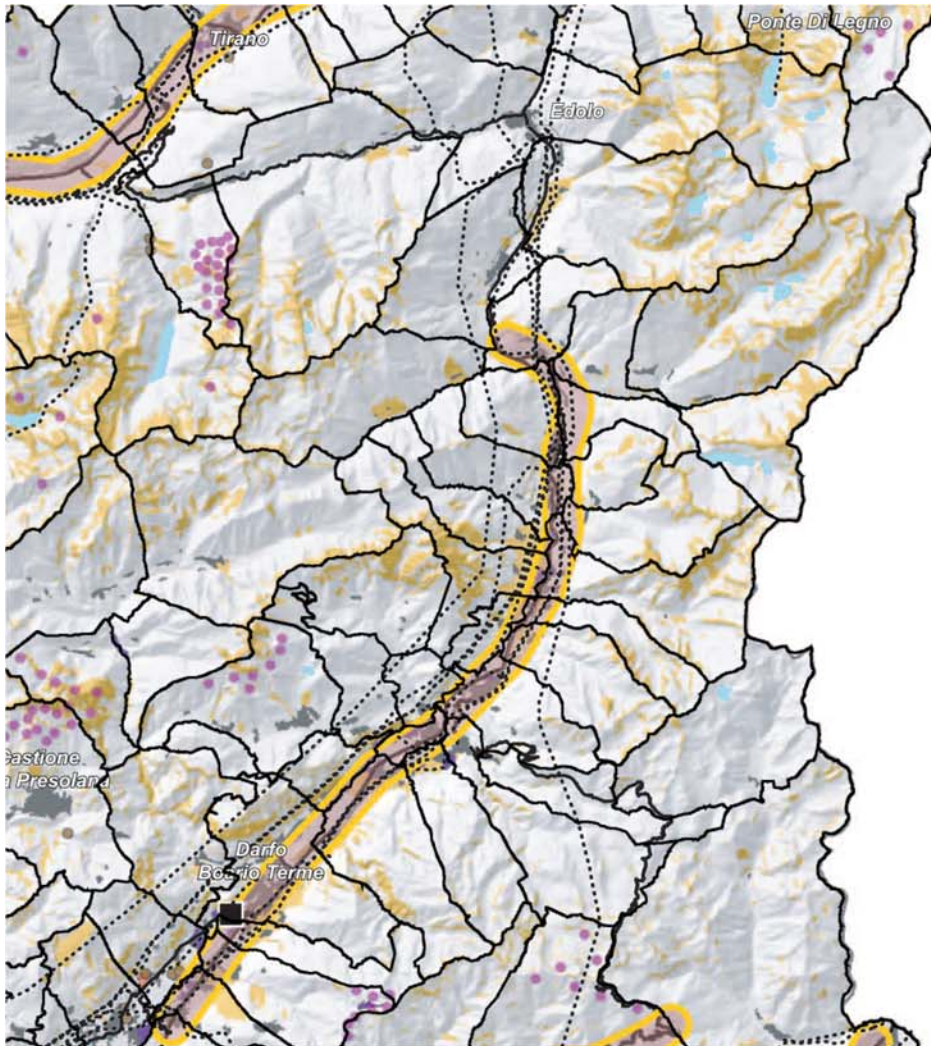 Tirano
Ponte Di Legno
Edolo
Castione
Presolana
Darfo
Boario Terme